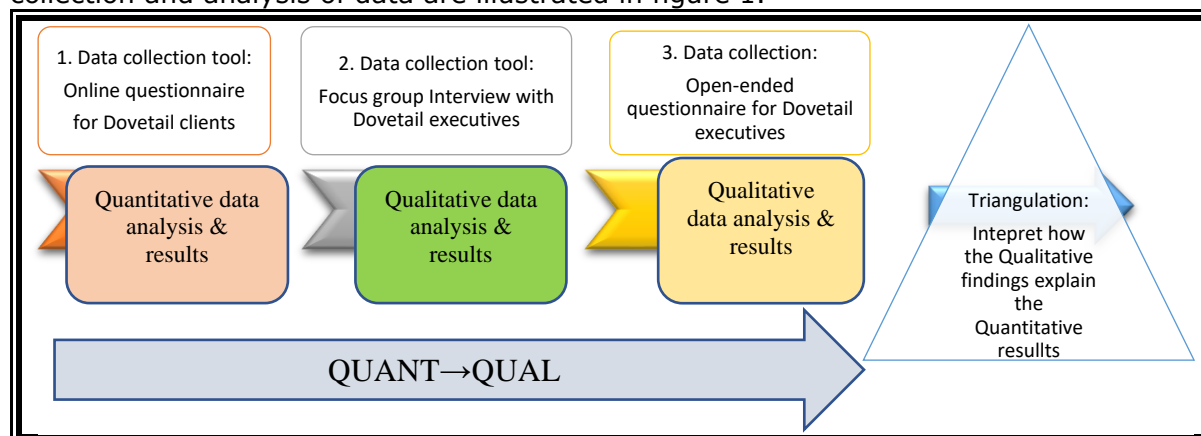 collection and analysis of data are illustrated in figure 1.
1. Data collection tool:
Online questionnaire
for Dovetail clients
2. Data collection tool:
Focus group Interview with
Dovetail executives
3. Data collection:
Open-ended
questionnaire for Dovetail
executives
Quantitative data
analysis &
results
Qualitative data
analysis &
results
Qualitative
data analysis &
results
Triangulation:
Intepret how
the Qualitative
findings explain
the
Quantitative
resullts
QUANT→QUAL